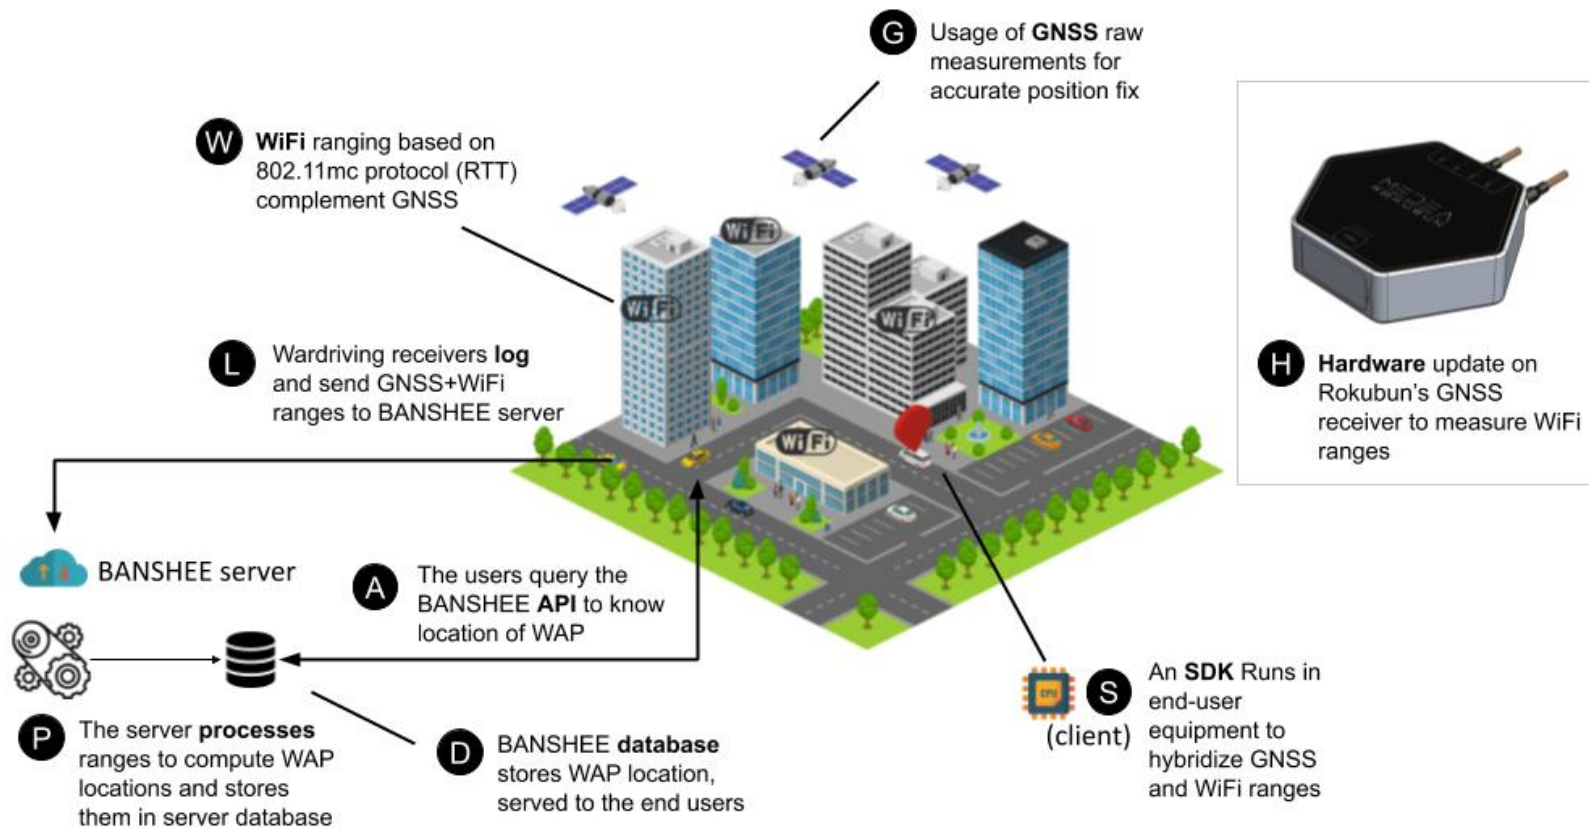 G
Usage of GNSS raw
measurements for
accurate position fix
W
WiFi ranging based on
802.11mc protocol (RTT)
complement GNSS
WiFi
WiFi
WiFi
WiFi
L
Wardriving receivers log
and send GNSS+WiFi
ranges to BANSHEE server
MEDEA
H
Hardware update on
Rokubun's GNSS
receiver to measure WiFi
ranges
BANSHEE server
A
The users query the
BANSHEE API to know
location of WAP
P
The server processes
ranges to compute WAP
locations and stores
them in server database
D
BANSHEE database
stores WAP location,
served to the end users
CPU
(client)
S
An SDK Runs in
end-user
equipment to
hybridize GNSS
and WiFi ranges